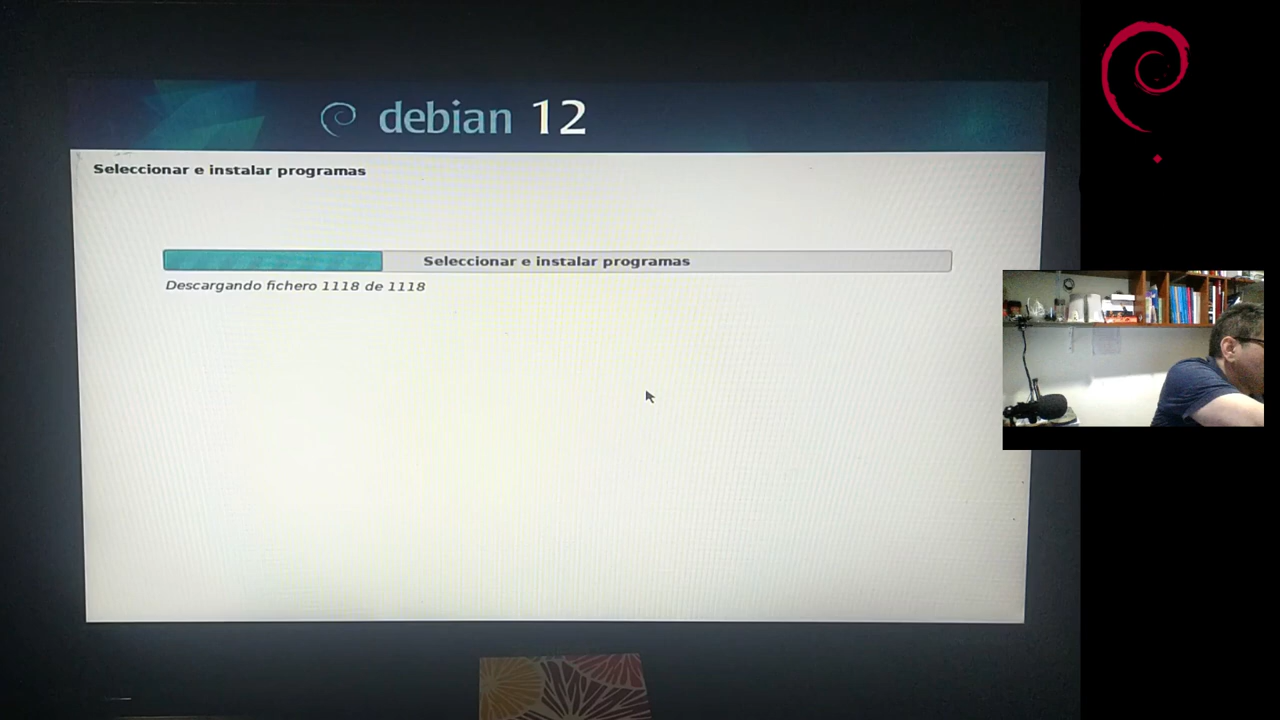 debian 12
Seleccionar e instalar programas
Seleccionar e instalar programas
Descargando fichero 1118 de 1118